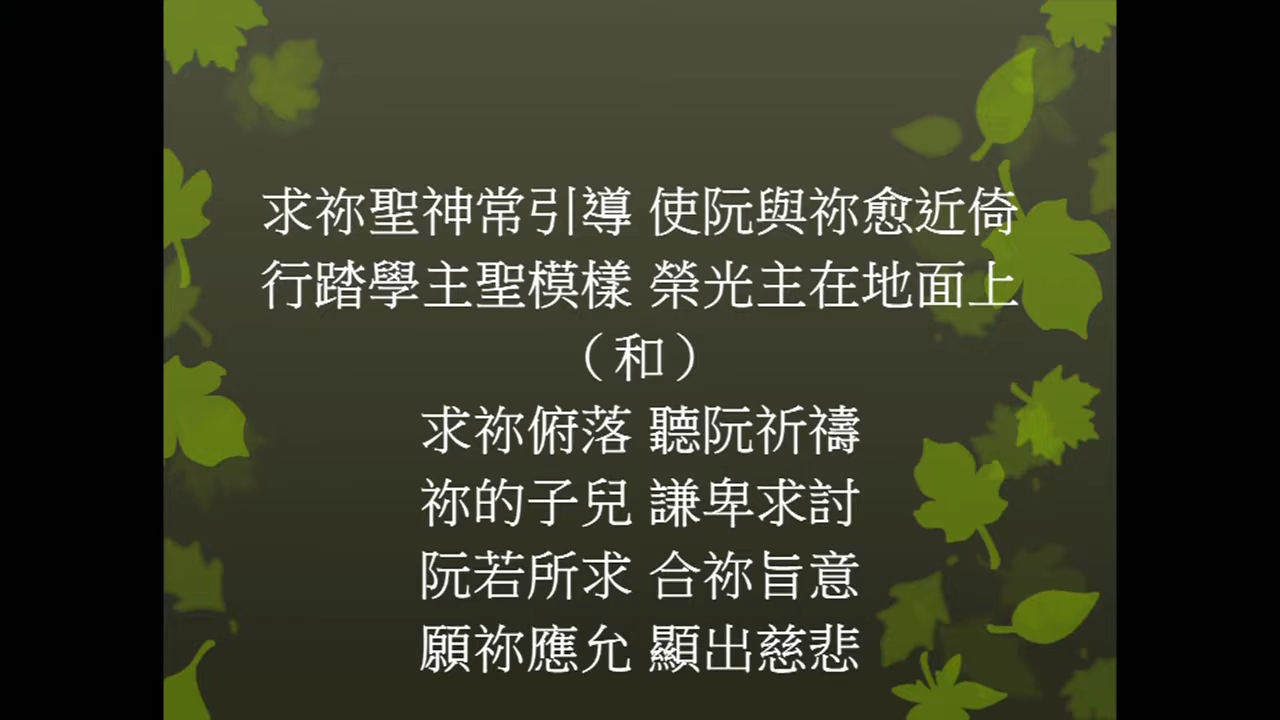 求祢聖神常引導 使阮與祢愈近倚
行踏學主聖模樣 榮光主在地面上
（和）
求祢俯落 聽阮祈禱
祢的子兒 謙卑求討
阮若所求 合祢旨意
願祢應允 顯出慈悲